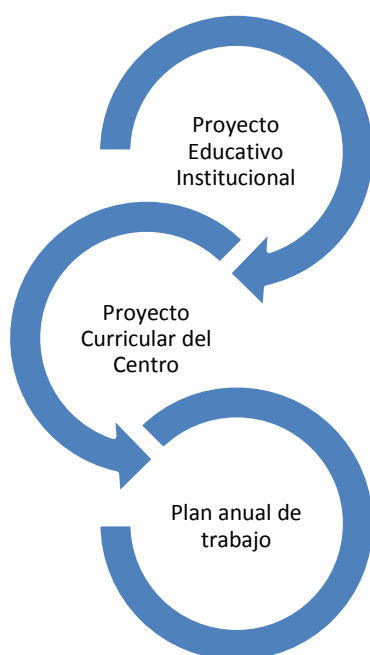 Proyecto
Educativo
Institucional
Proyecto
Curricular del
Centro
Plan anual de
trabajo